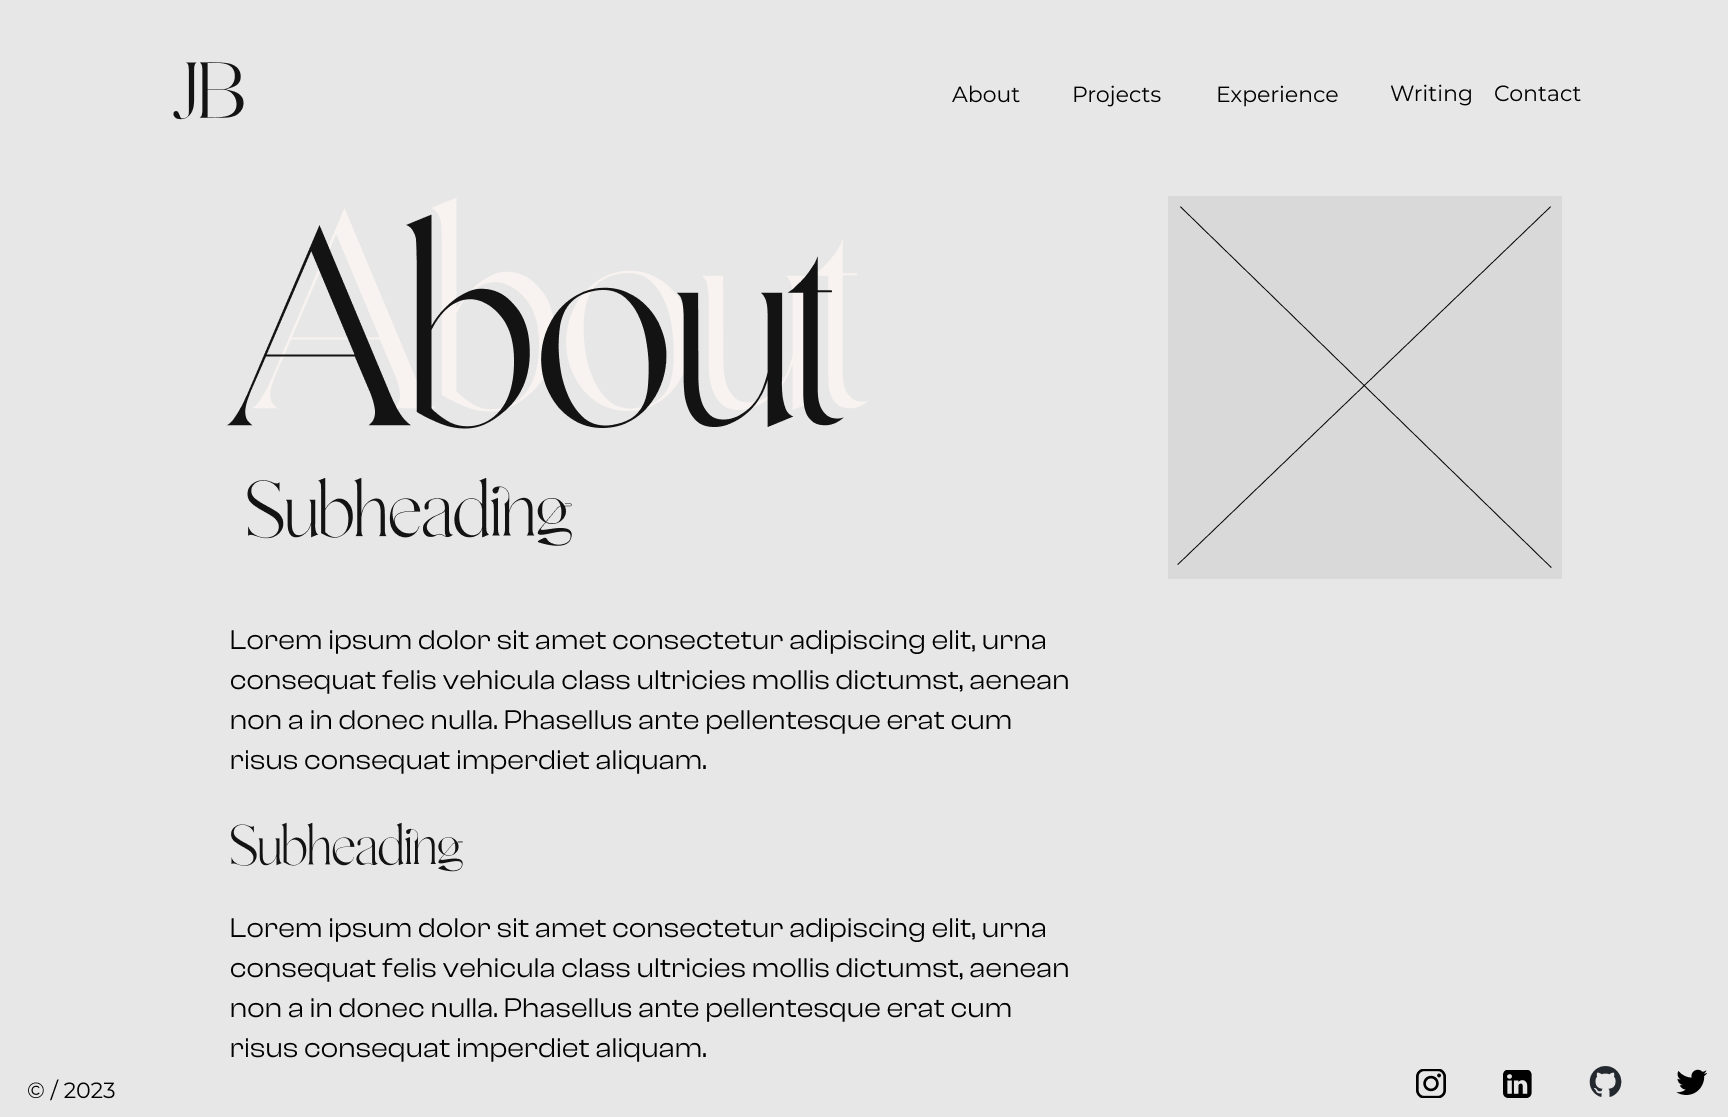 JB
About Projects Experience Writing Contact
About
Subheading
Lorem ipsum dolor sit amet consectetur adipiscing elit, urna
consequat felis vehicula class ultricies mollis dictumst, aenean
non a in donec nulla. Phasellus ante pellentesque erat cum
risus consequat imperdiet aliquam.
Subheading
Lorem ipsum dolor sit amet consectetur adipiscing elit, urna
consequat felis vehicula class ultricies mollis dictumst, aenean
non a in donec nulla. Phasellus ante pellentesque erat cum
risus consequat imperdiet aliquam.
© / 2023
in